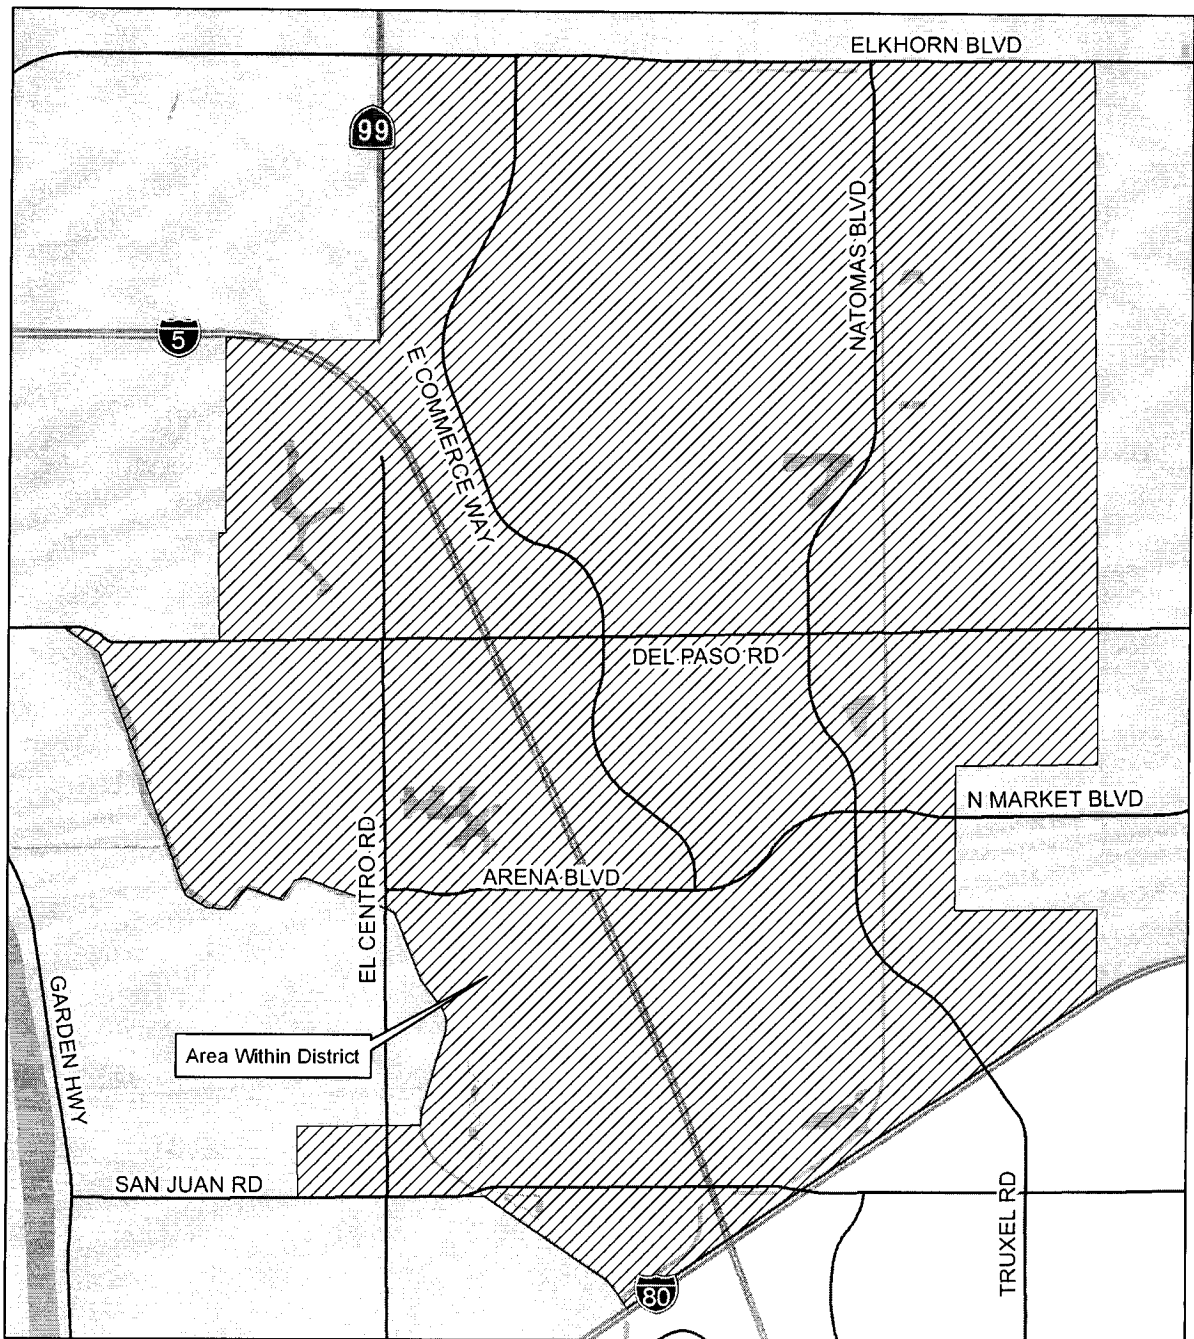 ELKHORN BLVD
99
NATOMAS BLVD
5
E COMMERCE WAY
DEL PASO RD
N MARKET BLVD
EL CENTRO RD
ARENA BLVD
GARDEN HWY
Area Within District
SAN JUAN RD
TRUXEL RD
80